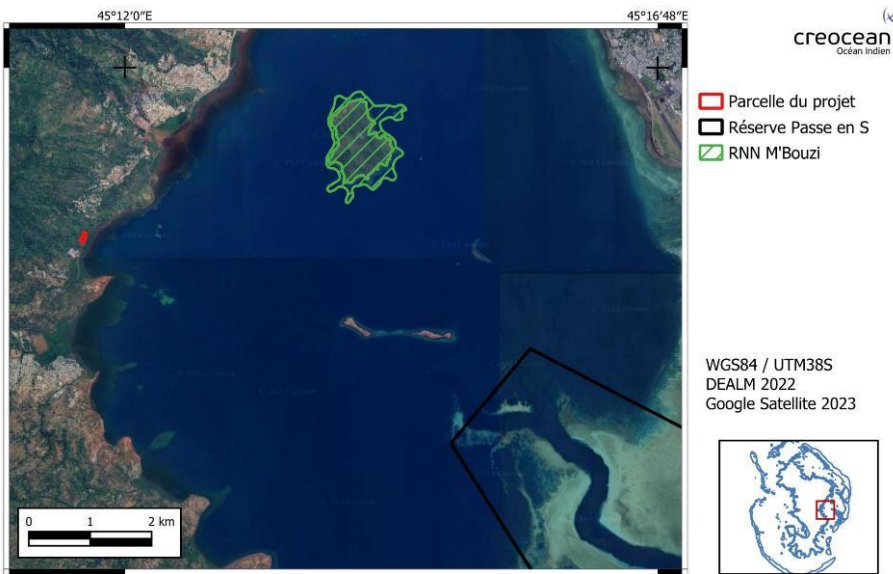 45°12'0"E
45°16'48"E
creocean
Océan Indien
Parcelle du projet
Réserve Passe en S
RNN M'Bouzi
WGS84 / UTM38S
DEALM 2022
Google Satellite 2023
0 1 2 km